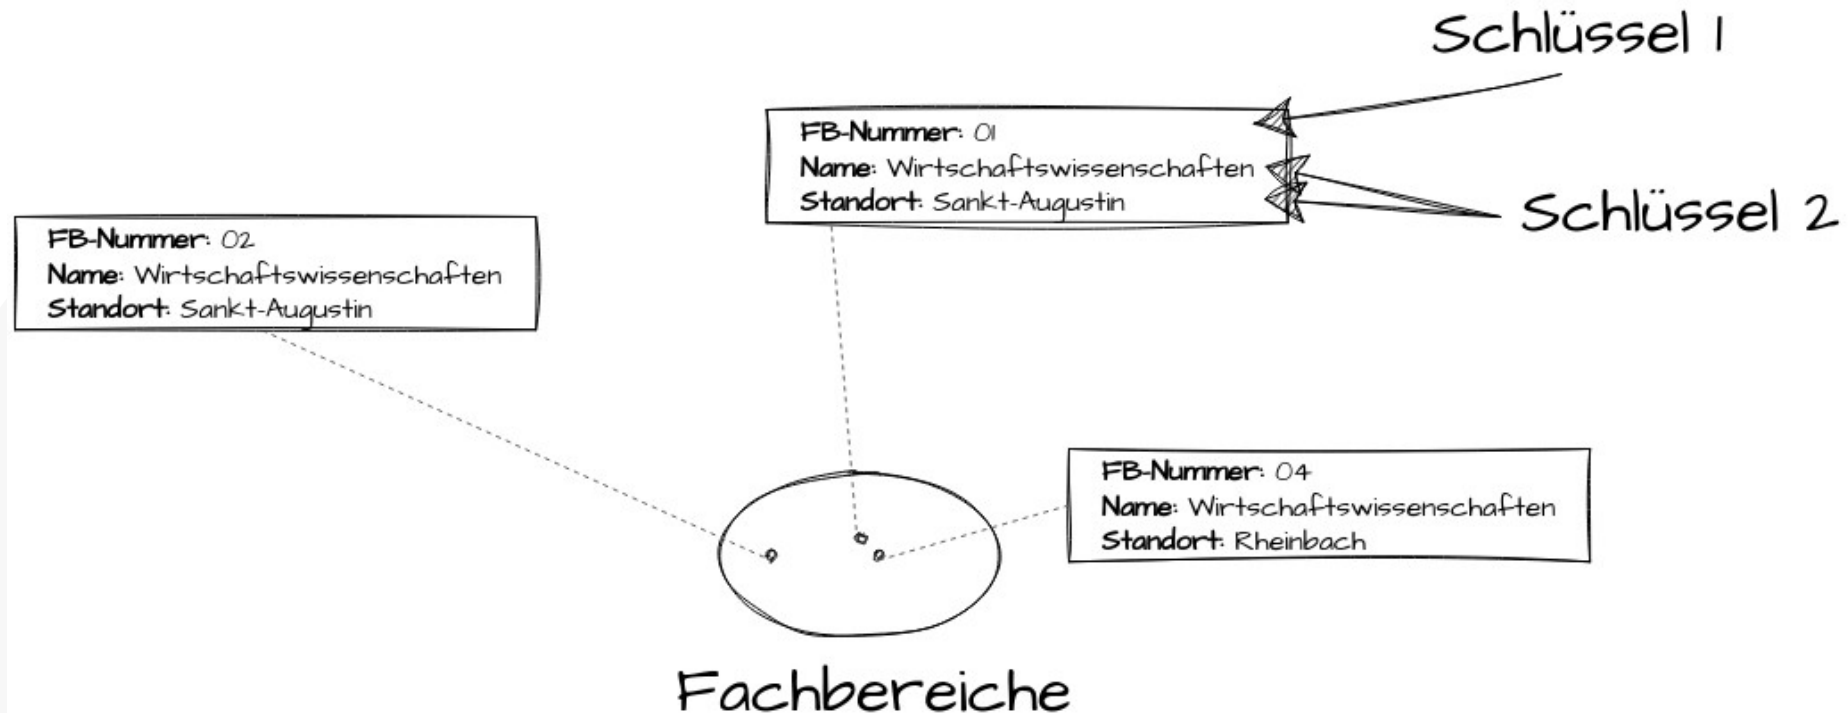 Schlüssel 1
FB-Nummer: 01
Name: Wirtschaftswissenschaften
Standort: Sankt-Augustin
Schlüssel 2
FB-Nummer: 02
Name: Wirtschaftswissenschaften
Standort: Sankt-Augustin
FB-Nummer: 04
Name: Wirtschaftswissenschaften
Standort: Rheinbach
Fachbereiche